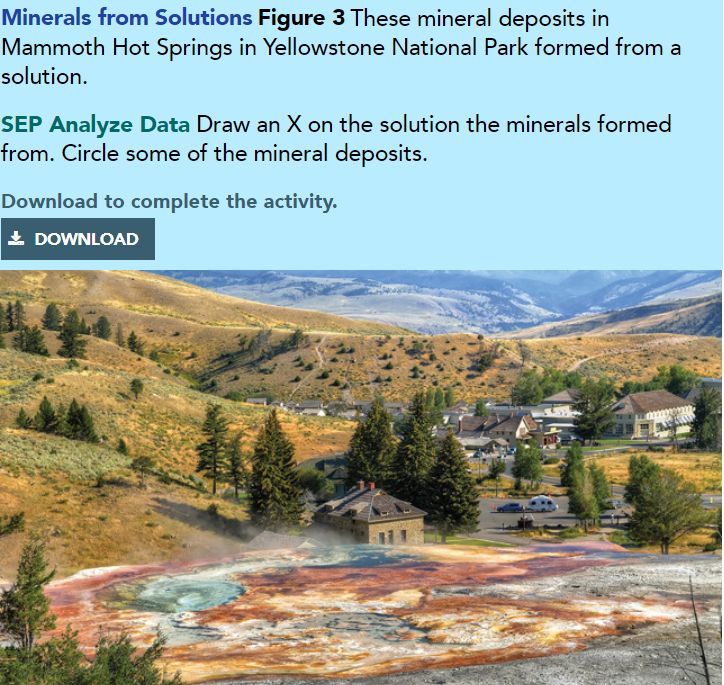 Minerals from Solutions Figure 3 These mineral deposits in
Mammoth Hot Springs in Yellowstone National Park formed from a
solution.
SEP Analyze Data Draw an X on the solution the minerals formed
from. Circle some of the mineral deposits.
Download to complete the activity.
DOWNLOAD